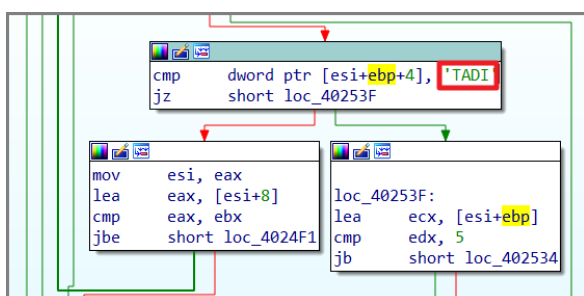 cmp     dword ptr [esi+ebp+4], 'TADI'
jz      short loc_40253F
mov     esi, eax
lea     eax, [esi+8]
cmp     eax, ebx
jbe     short loc_4024F1
loc_40253F:
lea     ecx, [esi+ebp]
cmp     edx, 5
jb      short loc_402534